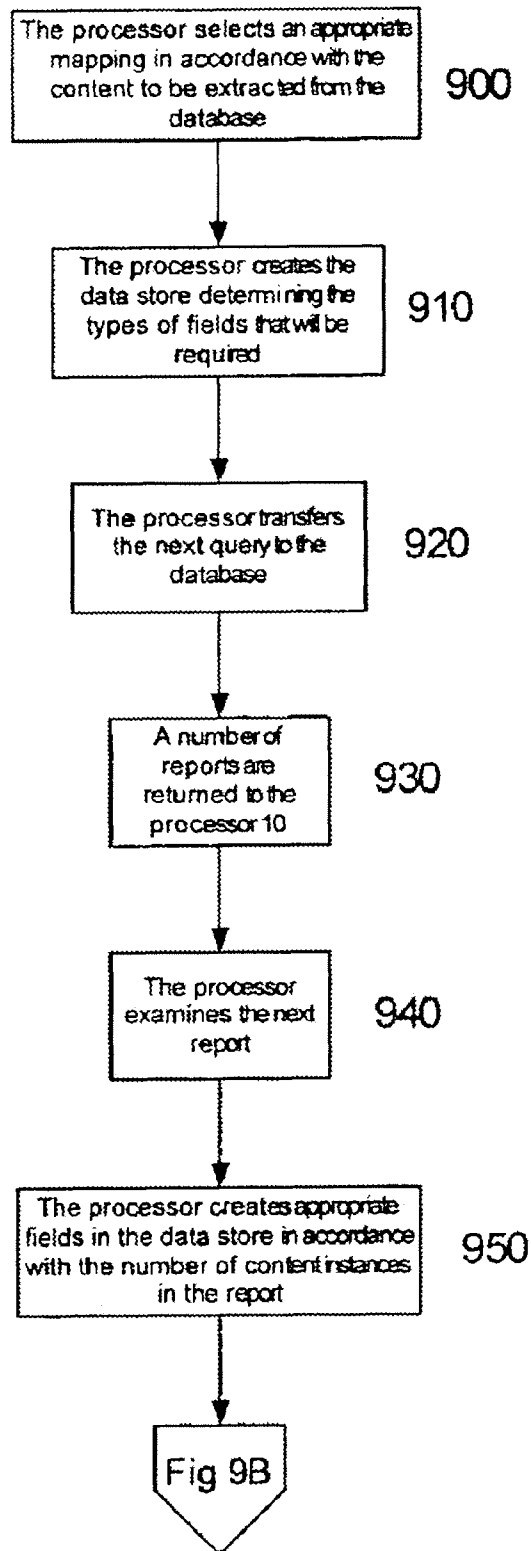 The processor selects an appropriate
mapping in accordance with the
content to be extracted from the
database
900
The processor creates the
data store determining the
types of fields that will be
required
910
The processor transfers
the next query to the
database
920
A number of
reports are
returned to the
processor 10
930
The processor
examines the next
report
940
The processor creates appropriate
fields in the data store in accordance
with the number of content instances
in the report
950
Fig 9B